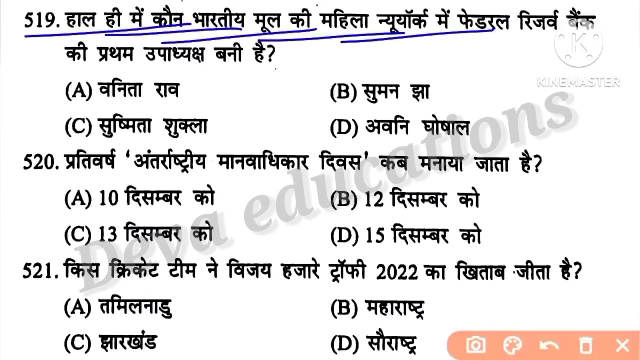 519. हाल ही में कौन भारतीय मूल की महिला न्यूयॉर्क में फेडरल रिजर्व बैंक
की प्रथम उपाध्यक्ष बनी है?
KINEMASTER
(A) वनिता राव (B) सुमन झा
(C) सुष्मिता शुक्ला (D) अवनि घोषाल
520. प्रतिवर्ष ‘अंतर्राष्ट्रीय मानवाधिकार दिवस’ कब मनाया जाता है?
(A) 10 दिसम्बर को (B) 12 दिसम्बर को
(C) 13 दिसम्बर को (D) 15 दिसम्बर को
Deva educations
521. किस क्रिकेट टीम ने विजय हजारे ट्रॉफी 2022 का खिताब जीता है?
(A) तमिलनाडु (B) महाराष्ट्र
(C) झारखंड (D) सौराष्ट्र